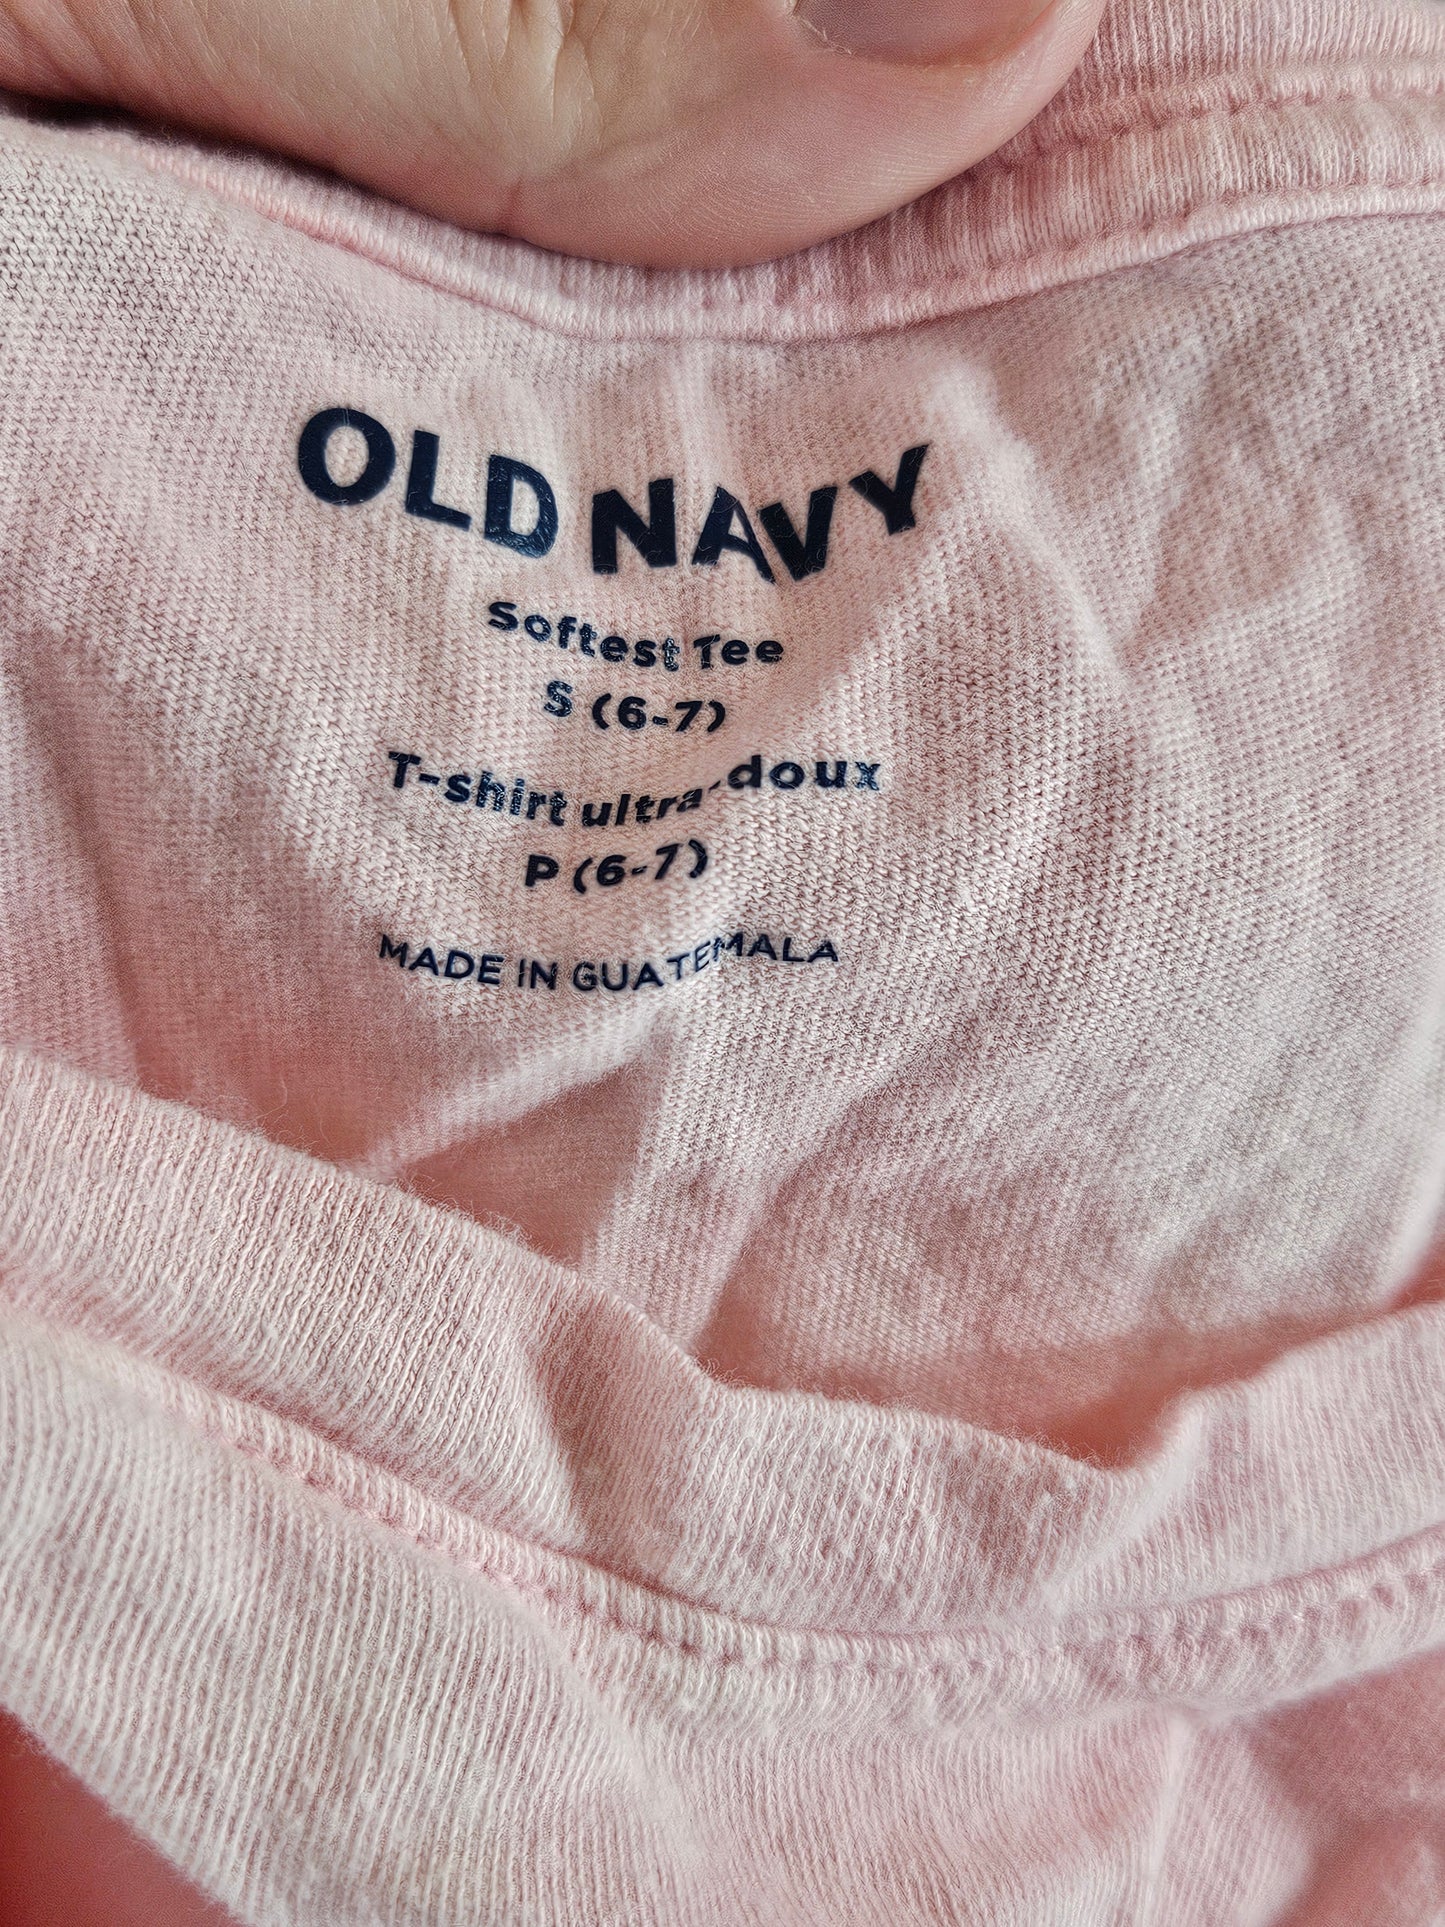 OLD NAVY
Softest Tee
S (6-7)
T-shirt ultra-doux
P (6-7)
MADE IN GUATEMALA